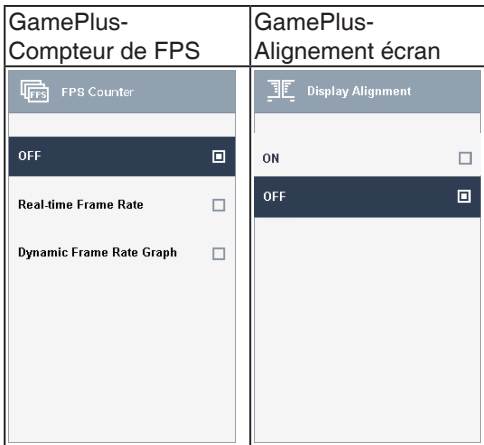 GamePlus-
Compteur de FPS
GamePlus-
Alignement écran
FPS
FPS Counter
OFF
Real-time Frame Rate
Dynamic Frame Rate Graph
Display Alignment
ON
OFF